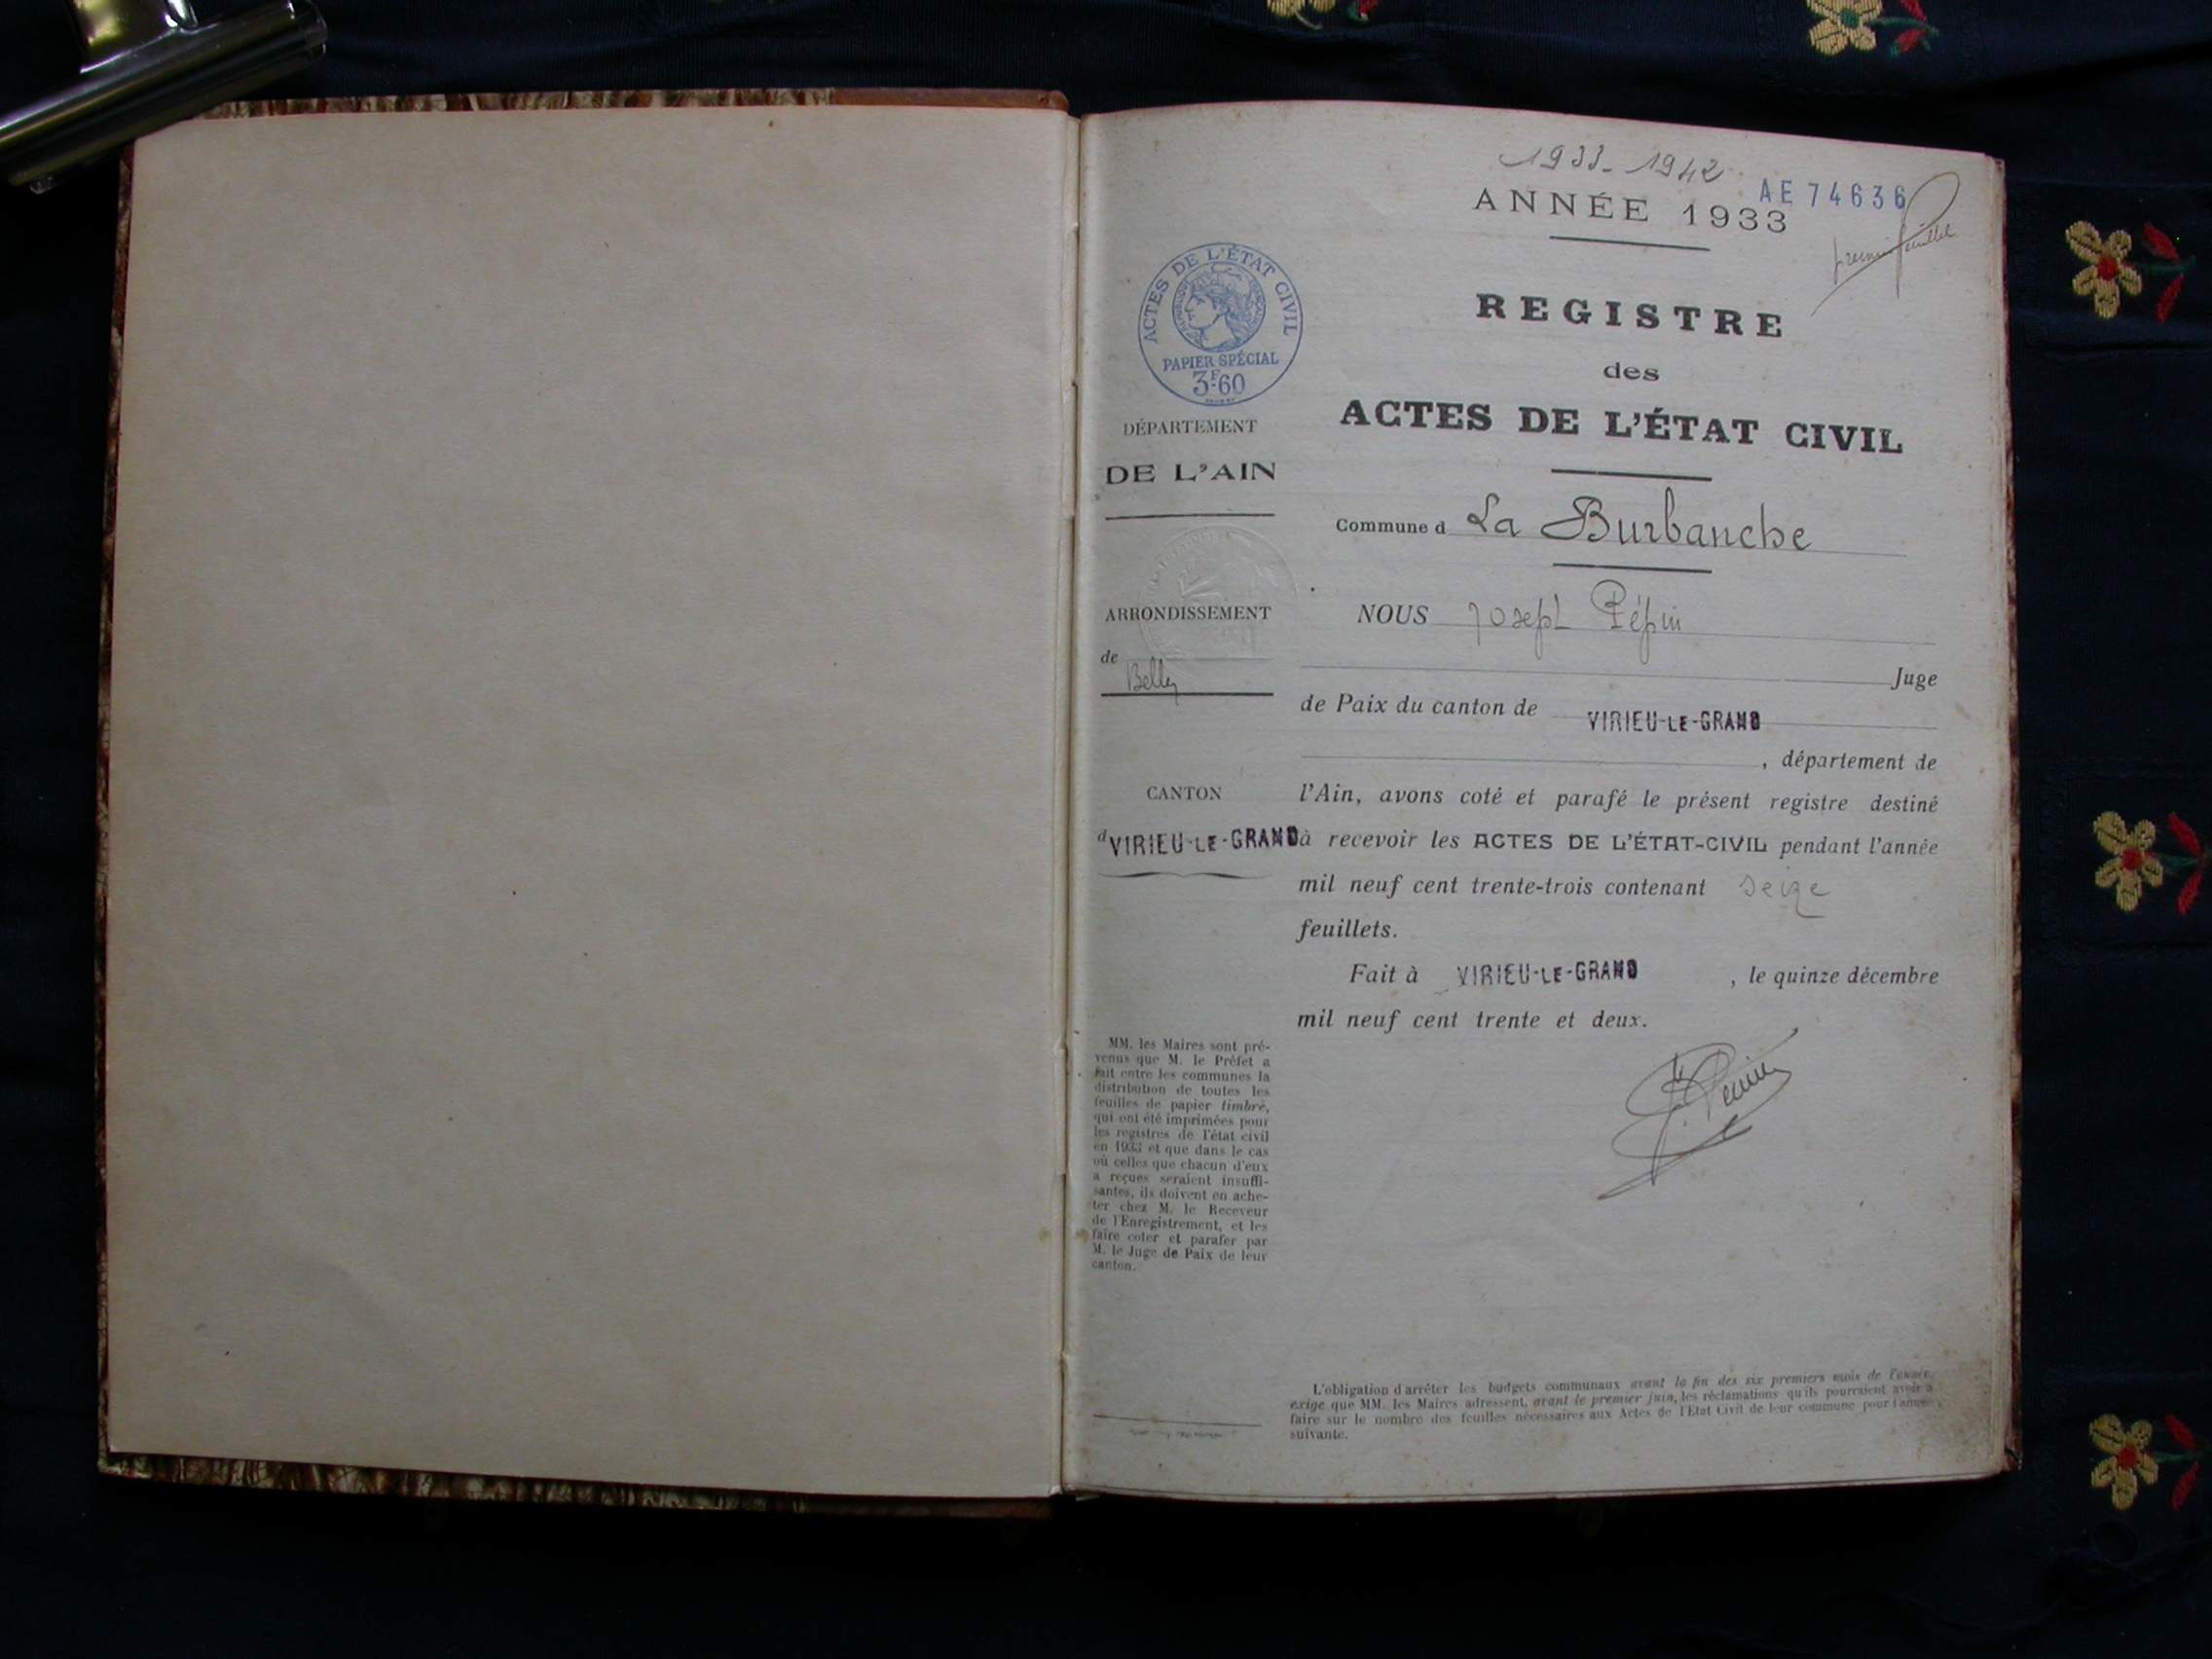 1933-1942
AE 74636
ANNÉE 1933
premier feuillet
ACTES DE L'ÉTAT CIVIL
RÉPUBLIQUE FRANÇAISE
PAPIER SPÉCIAL
3F.60
REGISTRE
des
ACTES DE L'ÉTAT CIVIL
DÉPARTEMENT
DE L'AIN
Commune d La Burbanche
ARRONDISSEMENT
de
Belley
CANTON
d VIRIEU-LE-GRAND
NOUS Joseph Pépin
Juge
de Paix du canton de VIRIEU-LE-GRAND
, département de
l'Ain, avons coté et parafé le présent registre destiné
à recevoir les ACTES DE L'ÉTAT-CIVIL pendant l'année
mil neuf cent trente-trois contenant seize
feuillets.
Fait à VIRIEU-LE-GRAND , le quinze décembre
mil neuf cent trente et deux.
MM. les Maires sont pré-
venus que M. le Préfet a
fait entre les communes la
distribution de toutes les
feuilles de papier timbré,
qui ont été imprimées pour
les registres de l'état civil
en 1933 et que dans le cas
où celles que chacun d'eux
a reçues seraient insuffi-
santes, ils doivent en ache-
ter chez M. le Receveur
de l'Enregistrement, et les
faire coter et parafer par
M. le Juge de Paix de leur
canton.
L'obligation d'arrêter les budgets communaux avant la fin des six premiers mois de l'année,
exige que MM. les Maires adressent, avant le premier juin, les réclamations qu'ils pourraient avoir à
faire sur le nombre des feuilles nécessaires aux Actes de l'Etat Civil de leur commune pour l'année
suivante.